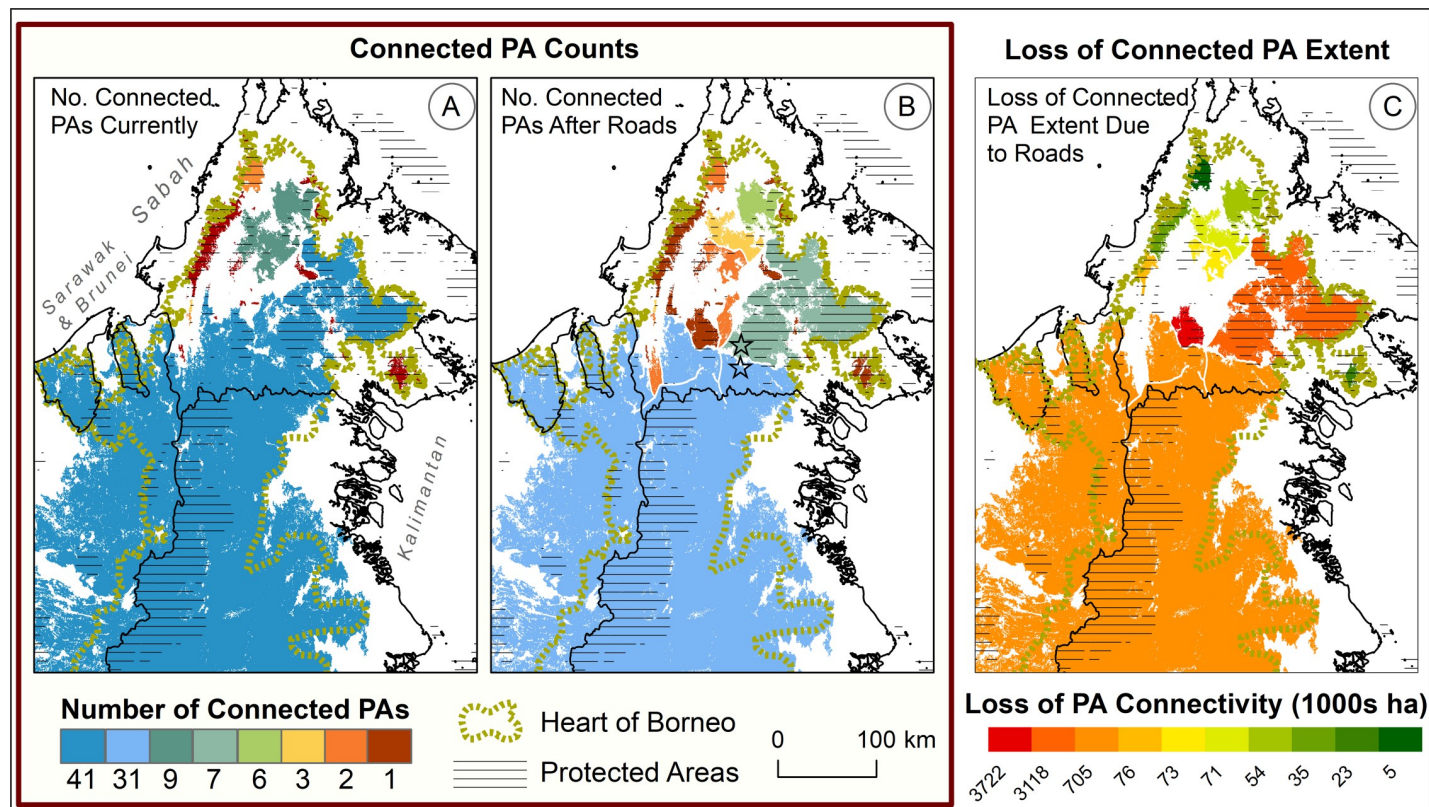 Connected PA Counts
Loss of Connected PA Extent
No. Connected
PAs Currently
A
No. Connected
PAs After Roads
B
Loss of Connected
PA Extent Due
to Roads
C
Sabah
Sarawak
& Brunei
Kalimantan
Number of Connected PAs
41 31 9 7 6 3 2 1
Heart of Borneo
Protected Areas
0 100 km
Loss of PA Connectivity (1000s ha)
3722 3118 705 76 73 71 54 35 23 5